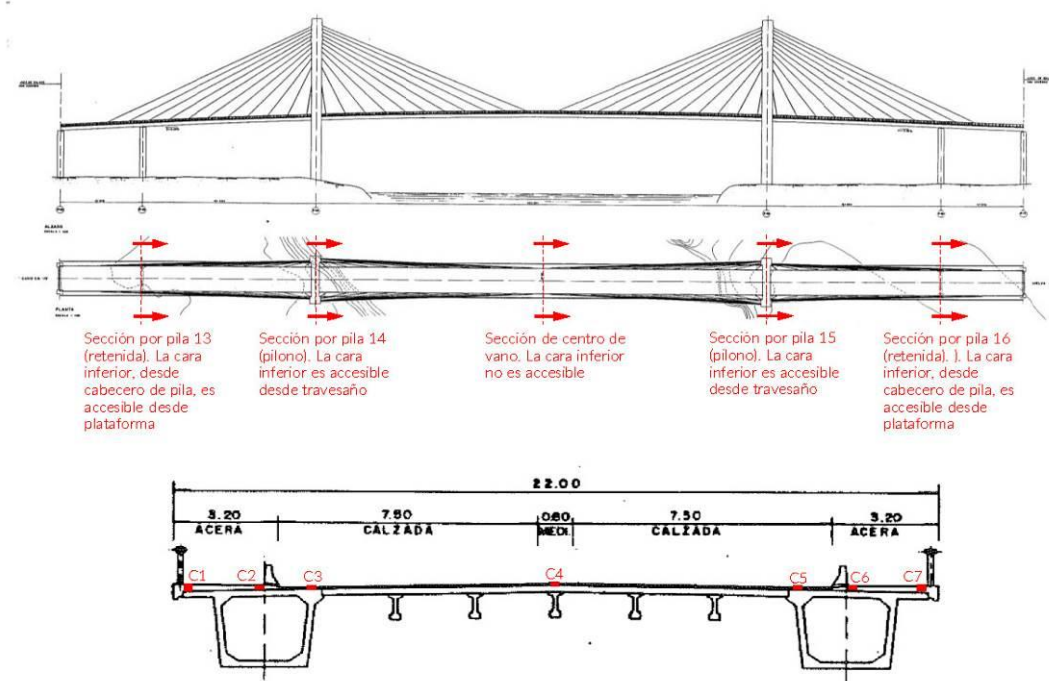 ALZADO
PLANTA
Sección por pila 13
(retenida). La cara
inferior, desde
cabecero de pila, es
accesible desde
plataforma
Sección por pila 14
(pilono). La cara
inferior es accesible
desde travesaño
Sección de centro de
vano. La cara inferior
no es accesible
Sección por pila 15
(pilono). La cara
inferior es accesible
desde travesaño
Sección por pila 16
(retenida). ). La cara
inferior, desde
cabecero de pila, es
accesible desde
plataforma
22.00
3.20 7.50 0.80 7.50 3.20
ACERA CALZADA MEDI. CALZADA ACERA
C1 C2 C3 C4 C5 C6 C7